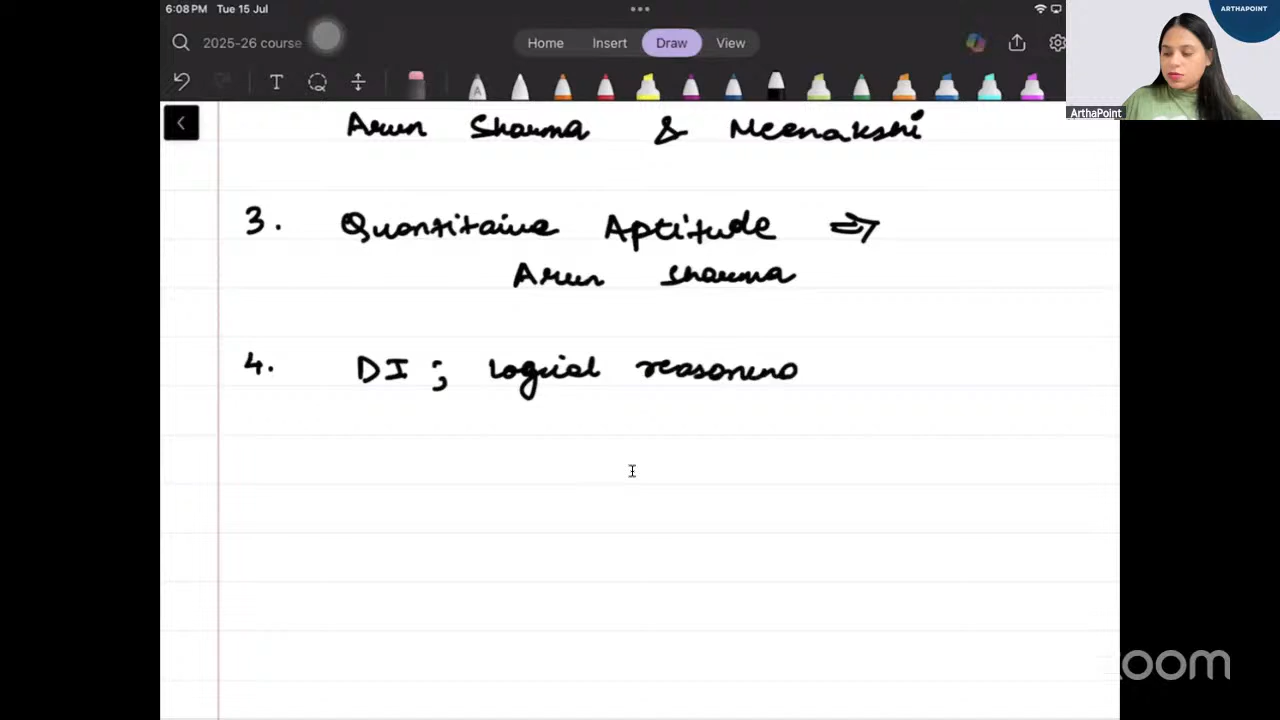 6:08 PM Tue 15 Jul
ARTHAPOINT
2025-26 course
Home Insert Draw View
T
A
ArthaPoint
Arun Sharma & Meenakshi
3. Quantitaive Aptitude ⇒
Arun Sharma
4. DI ; Logical reasoning
zoom